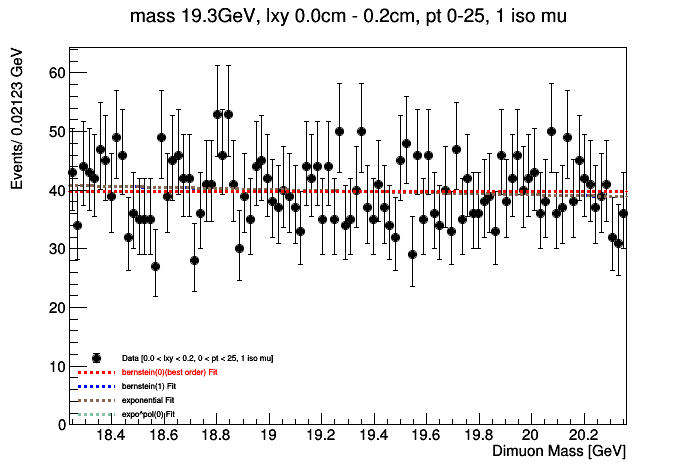 mass 19.3GeV, lxy 0.0cm - 0.2cm, pt 0-25, 1 iso mu
Events/ 0.02123 GeV
60
50
40
30
20
10
0
Data [0.0 < lxy < 0.2, 0 < pt < 25, 1 iso mu]
bernstein(0)(best order) Fit
bernstein(1) Fit
exponential Fit
expo*pol(0) Fit
18.4 18.6 18.8 19 19.2 19.4 19.6 19.8 20 20.2
Dimuon Mass [GeV]